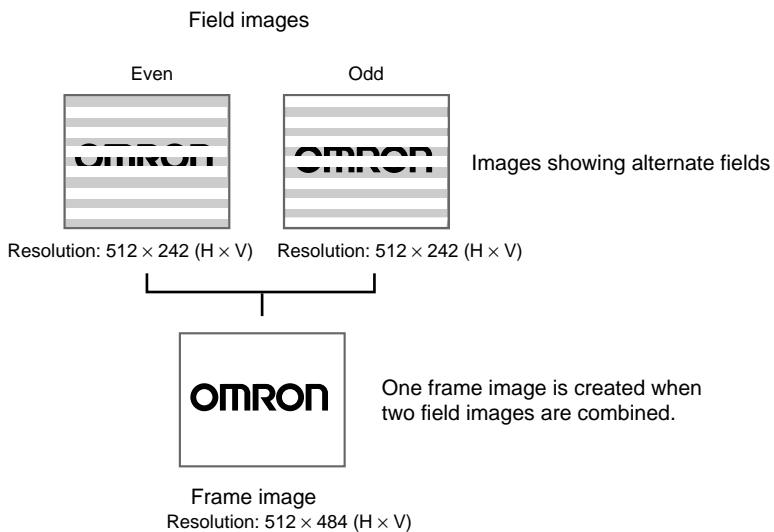 Field images
Even
Odd
OMRON
OMRON
Images showing alternate fields
Resolution: 512 × 242 (H × V)
Resolution: 512 × 242 (H × V)
OMRON
One frame image is created when
two field images are combined.
Frame image
Resolution: 512 × 484 (H × V)